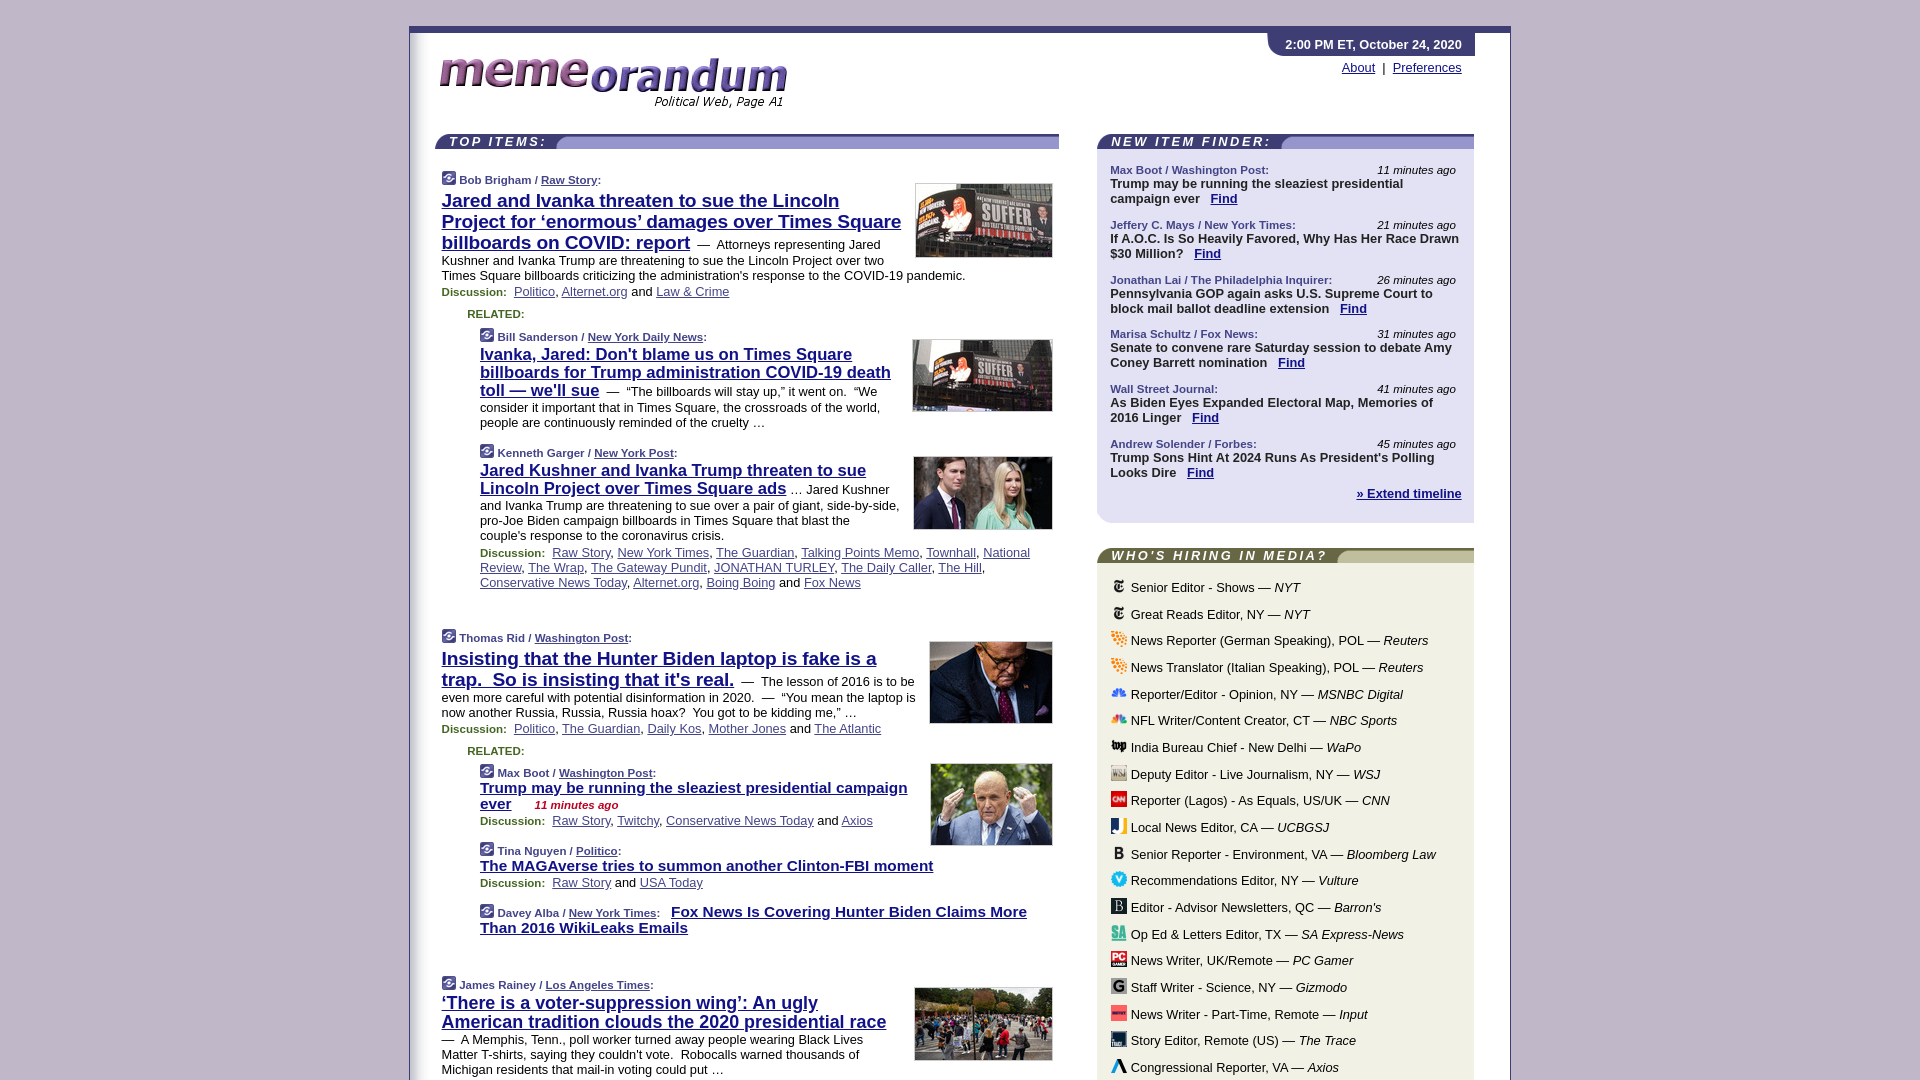 2:00 PM ET, October 24, 2020
memeorandum
Political Web, Page A1
About | Preferences
TOP ITEMS:
Bob Brigham / Raw Story:
Jared and Ivanka threaten to sue the Lincoln
Project for ‘enormous’ damages over Times Square
billboards on COVID: report — Attorneys representing Jared
Kushner and Ivanka Trump are threatening to sue the Lincoln Project over two
Times Square billboards criticizing the administration's response to the COVID-19 pandemic.
Discussion: Politico, Alternet.org and Law & Crime
RELATED:
Bill Sanderson / New York Daily News:
Ivanka, Jared: Don't blame us on Times Square
billboards for Trump administration COVID-19 death
toll — we'll sue — “The billboards will stay up,” it went on. “We
consider it important that in Times Square, the crossroads of the world,
people are continuously reminded of the cruelty …
Kenneth Garger / New York Post:
Jared Kushner and Ivanka Trump threaten to sue
Lincoln Project over Times Square ads … Jared Kushner
and Ivanka Trump are threatening to sue over a pair of giant, side-by-side,
pro-Joe Biden campaign billboards in Times Square that blast the
couple's response to the coronavirus crisis.
Discussion: Raw Story, New York Times, The Guardian, Talking Points Memo, Townhall, National
Review, The Wrap, The Gateway Pundit, JONATHAN TURLEY, The Daily Caller, The Hill,
Conservative News Today, Alternet.org, Boing Boing and Fox News
Thomas Rid / Washington Post:
Insisting that the Hunter Biden laptop is fake is a
trap. So is insisting that it's real. — The lesson of 2016 is to be
even more careful with potential disinformation in 2020. — “You mean the laptop is
now another Russia, Russia, Russia hoax? You got to be kidding me,” …
Discussion: Politico, The Guardian, Daily Kos, Mother Jones and The Atlantic
RELATED:
Max Boot / Washington Post:
Trump may be running the sleaziest presidential campaign
ever 11 minutes ago
Discussion: Raw Story, Twitchy, Conservative News Today and Axios
Tina Nguyen / Politico:
The MAGAverse tries to summon another Clinton-FBI moment
Discussion: Raw Story and USA Today
Davey Alba / New York Times: Fox News Is Covering Hunter Biden Claims More
Than 2016 WikiLeaks Emails
James Rainey / Los Angeles Times:
‘There is a voter-suppression wing’: An ugly
American tradition clouds the 2020 presidential race
— A Memphis, Tenn., poll worker turned away people wearing Black Lives
Matter T-shirts, saying they couldn't vote. Robocalls warned thousands of
Michigan residents that mail-in voting could put …
NEW ITEM FINDER:
Max Boot / Washington Post: 11 minutes ago
Trump may be running the sleaziest presidential
campaign ever Find
Jeffery C. Mays / New York Times: 21 minutes ago
If A.O.C. Is So Heavily Favored, Why Has Her Race Drawn
$30 Million? Find
Jonathan Lai / The Philadelphia Inquirer: 26 minutes ago
Pennsylvania GOP again asks U.S. Supreme Court to
block mail ballot deadline extension Find
Marisa Schultz / Fox News: 31 minutes ago
Senate to convene rare Saturday session to debate Amy
Coney Barrett nomination Find
Wall Street Journal: 41 minutes ago
As Biden Eyes Expanded Electoral Map, Memories of
2016 Linger Find
Andrew Solender / Forbes: 45 minutes ago
Trump Sons Hint At 2024 Runs As President's Polling
Looks Dire Find
» Extend timeline
WHO'S HIRING IN MEDIA?
Senior Editor - Shows — NYT
Great Reads Editor, NY — NYT
News Reporter (German Speaking), POL — Reuters
News Translator (Italian Speaking), POL — Reuters
Reporter/Editor - Opinion, NY — MSNBC Digital
NFL Writer/Content Creator, CT — NBC Sports
India Bureau Chief - New Delhi — WaPo
Deputy Editor - Live Journalism, NY — WSJ
Reporter (Lagos) - As Equals, US/UK — CNN
Local News Editor, CA — UCBGSJ
Senior Reporter - Environment, VA — Bloomberg Law
Recommendations Editor, NY — Vulture
Editor - Advisor Newsletters, QC — Barron's
Op Ed & Letters Editor, TX — SA Express-News
News Writer, UK/Remote — PC Gamer
Staff Writer - Science, NY — Gizmodo
News Writer - Part-Time, Remote — Input
Story Editor, Remote (US) — The Trace
Congressional Reporter, VA — Axios